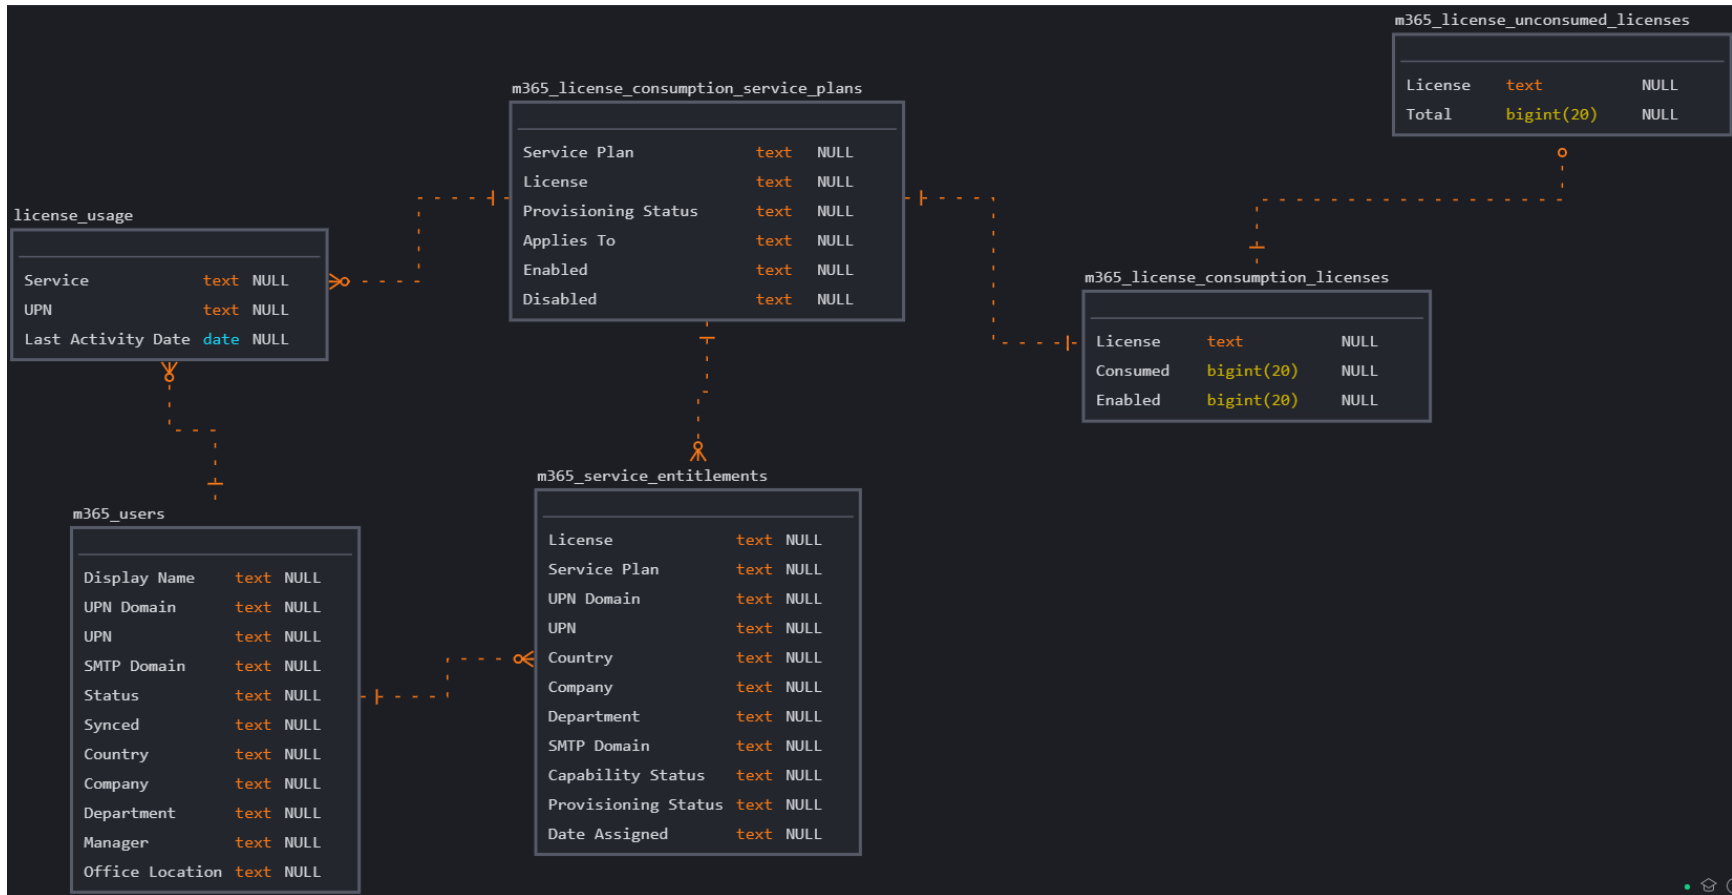 m365_license_unconsumed_licenses
License text NULL
Total bigint(20) NULL
m365_license_consumption_service_plans
Service Plan text NULL
License text NULL
Provisioning Status text NULL
Applies To text NULL
Enabled text NULL
Disabled text NULL
license_usage
Service text NULL
UPN text NULL
Last Activity Date date NULL
m365_license_consumption_licenses
License text NULL
Consumed bigint(20) NULL
Enabled bigint(20) NULL
m365_service_entitlements
License text NULL
Service Plan text NULL
UPN Domain text NULL
UPN text NULL
Country text NULL
Company text NULL
Department text NULL
SMTP Domain text NULL
Capability Status text NULL
Provisioning Status text NULL
Date Assigned text NULL
m365_users
Display Name text NULL
UPN Domain text NULL
UPN text NULL
SMTP Domain text NULL
Status text NULL
Synced text NULL
Country text NULL
Company text NULL
Department text NULL
Manager text NULL
Office Location text NULL